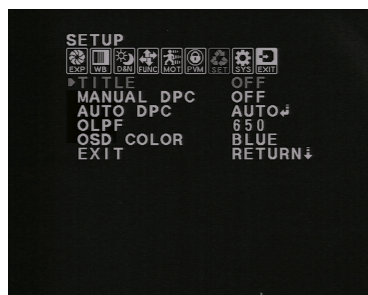 SETUP
EXP WB D&N FUNC MOT PVM SET SYS EXIT
TITLE OFF
MANUAL DPC OFF
AUTO DPC AUTO
OLPF 650
OSD COLOR BLUE
EXIT RETURN